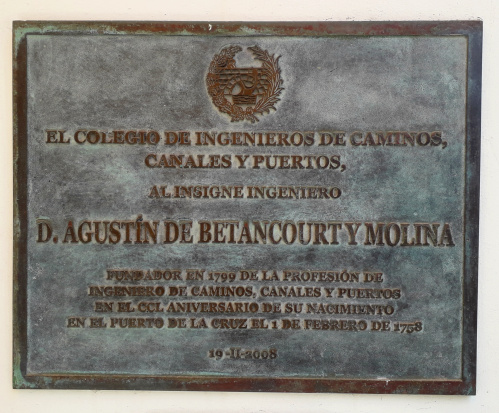 EL COLEGIO DE INGENIEROS DE CAMINOS,
CANALES Y PUERTOS,
AL INSIGNE INGENIERO
D. AGUSTÍN DE BETANCOURT Y MOLINA
FUNDADOR EN 1799 DE LA PROFESIÓN DE
INGENIERO DE CAMINOS, CANALES Y PUERTOS
EN EL CCL ANIVERSARIO DE SU NACIMIENTO
EN EL PUERTO DE LA CRUZ EL 1 DE FEBRERO DE 1758
19-II-2008